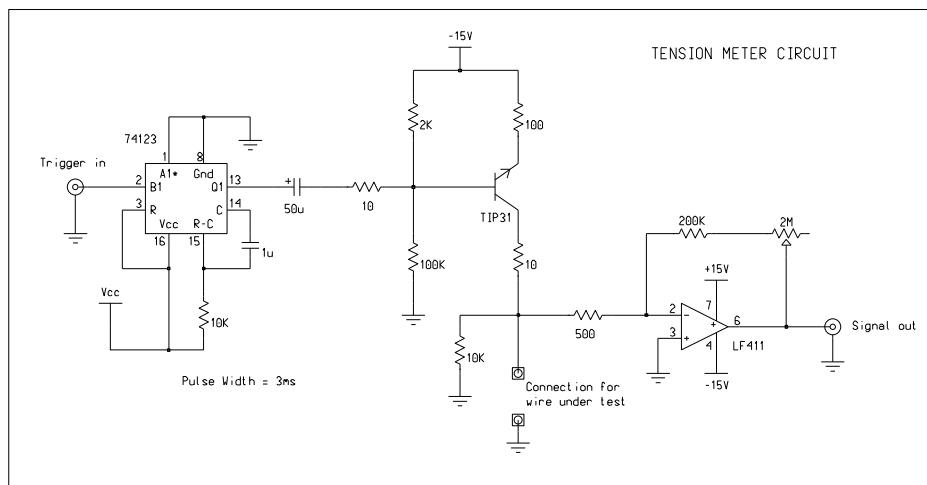 TENSION METER CIRCUIT
-15V
2K
100
74123
1
8
A1* Gnd
Trigger in
2
B1
Q1
13
3
R
C
14
Vcc
R-C
16
15
+
50u
10
TIP31
1u
100K
10
Vcc
10K
200K
2M
+15V
7
2
-
3
+
+
6
4
LF411
-15V
500
Signal out
10K
Pulse Width = 3ms
Connection for
wire under test